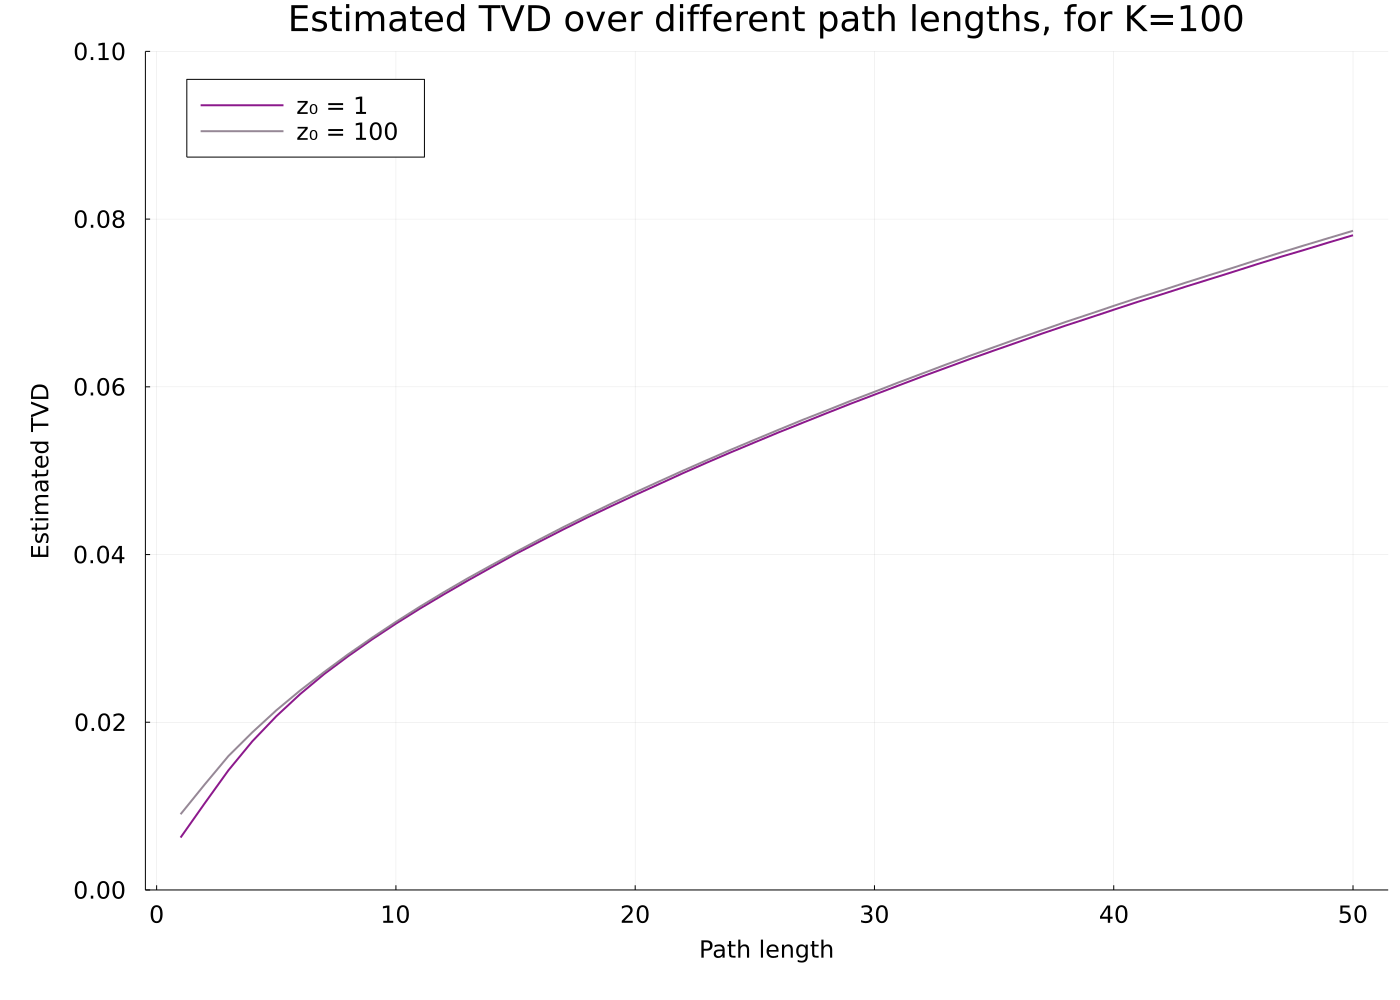 Estimated TVD over different path lengths, for K=100
0.10
z₀ = 1
z₀ = 100
0.08
0.06
Estimated TVD
0.04
0.02
0.00
0 10 20 30 40 50
Path length